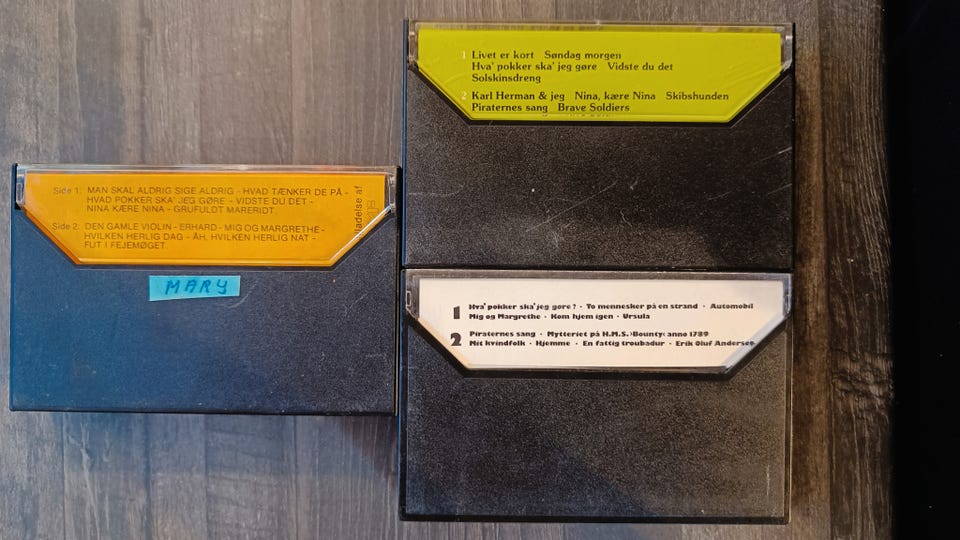 Side 1: MAN SKAL ALDRIG SIGE ALDRIG - HVAD TÆNKER DE PÅ -
HVAD POKKER SKA' JEG GØRE - VIDSTE DU DET -
NINA KÆRE NINA - GRUFULDT MARERIDT
Side 2: DEN GAMLE VIOLIN - ERHARD - MIG OG MARGRETHE -
HVILKEN HERLIG DAG - ÅH, HVILKEN HERLIG NAT -
FUT I FEJEMØGET
ladelse af
MARY
1 Livet er kort Søndag morgen
Hva' pokker ska' jeg gøre Vidste du det
Solskinsdreng
2 Karl Herman & jeg Nina, kære Nina Skibshunden
Piraternes sang Brave Soldiers
1 Hva' pokker ska' jeg gøre? · To mennesker på en strand · Automobil
Mig og Margrethe · Kom hjem igen · Ursula
2 Piraternes sang · Mytteriet på H.M.S. ›Bounty‹ anno 1789
Mit kvindfolk · Hjemme · En fattig troubadur · Erik Oluf Andersen